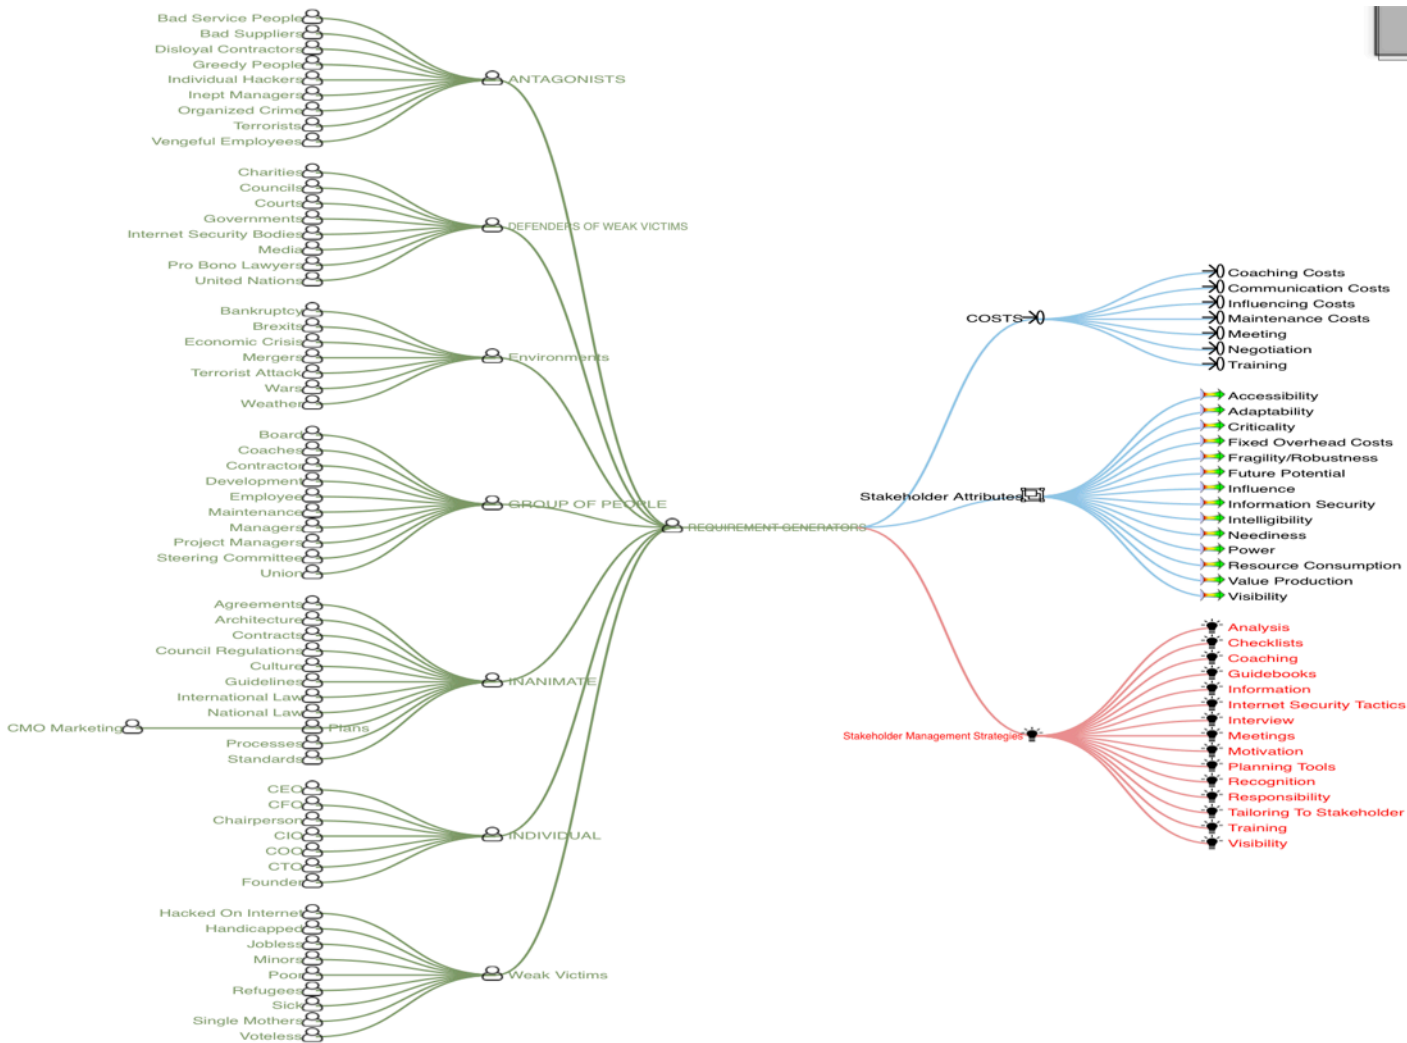 Bad Service People
Bad Suppliers
Disloyal Contractors
Greedy People
Individual Hackers
Inept Managers
Organized Crime
Terrorists
Vengeful Employees
ANTAGONISTS
Charities
Councils
Courts
Governments
Internet Security Bodies
Media
Pro Bono Lawyers
United Nations
DEFENDERS OF WEAK VICTIMS
Bankruptcy
Brexits
Economic Crisis
Mergers
Terrorist Attack
Wars
Weather
Environments
Board
Coaches
Contractor
Development
Employee
Maintenance
Managers
Project Managers
Steering Committee
Union
GROUP OF PEOPLE
Agreements
Architecture
Contracts
Council Regulations
Culture
Guidelines
International Law
National Law
CMO Marketing
Plans
Processes
Standards
INANIMATE
CEO
CFO
Chairperson
CIO
COO
CTO
Founder
INDIVIDUAL
Hacked On Internet
Handicapped
Jobless
Minors
Poor
Refugees
Sick
Single Mothers
Voteless
Weak Victims
REQUIREMENT GENERATORS
COSTS
Coaching Costs
Communication Costs
Influencing Costs
Maintenance Costs
Meeting
Negotiation
Training
Stakeholder Attributes
Accessibility
Adaptability
Criticality
Fixed Overhead Costs
Fragility/Robustness
Future Potential
Influence
Information Security
Intelligibility
Neediness
Power
Resource Consumption
Value Production
Visibility
Stakeholder Management Strategies
Analysis
Checklists
Coaching
Guidebooks
Information
Internet Security Tactics
Interview
Meetings
Motivation
Planning Tools
Recognition
Responsibility
Tailoring To Stakeholder
Training
Visibility